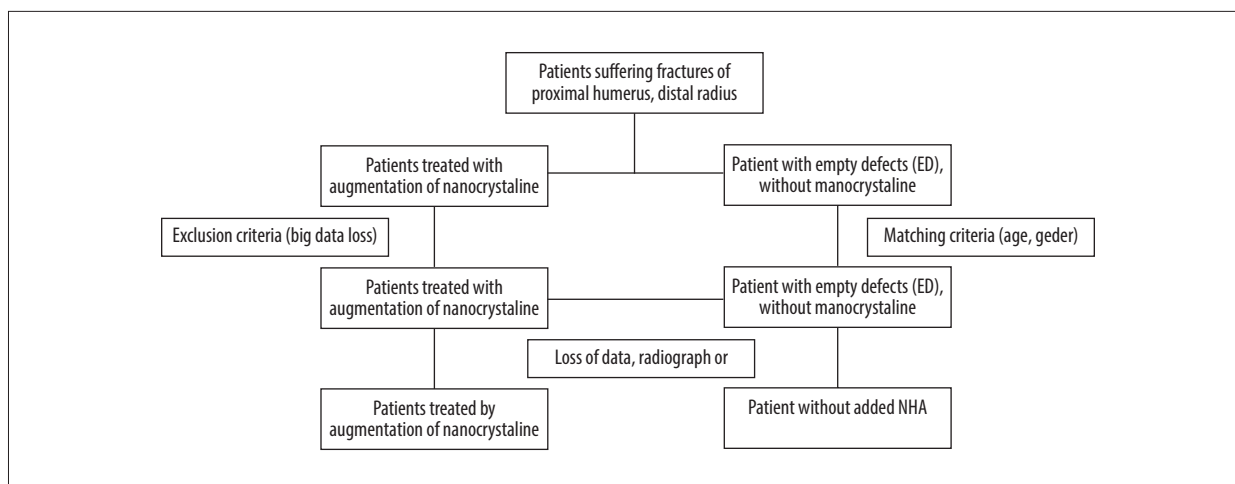 Patients suffering fractures of
proximal humerus, distal radius
Patients treated with
augmentation of nanocrystaline
Patient with empty defects (ED),
without manocrystaline
Exclusion criteria (big data loss)
Matching criteria (age, geder)
Patients treated with
augmentation of nanocrystaline
Patient with empty defects (ED),
without manocrystaline
Loss of data, radiograph or
Patients treated by
augmentation of nanocrystaline
Patient without added NHA